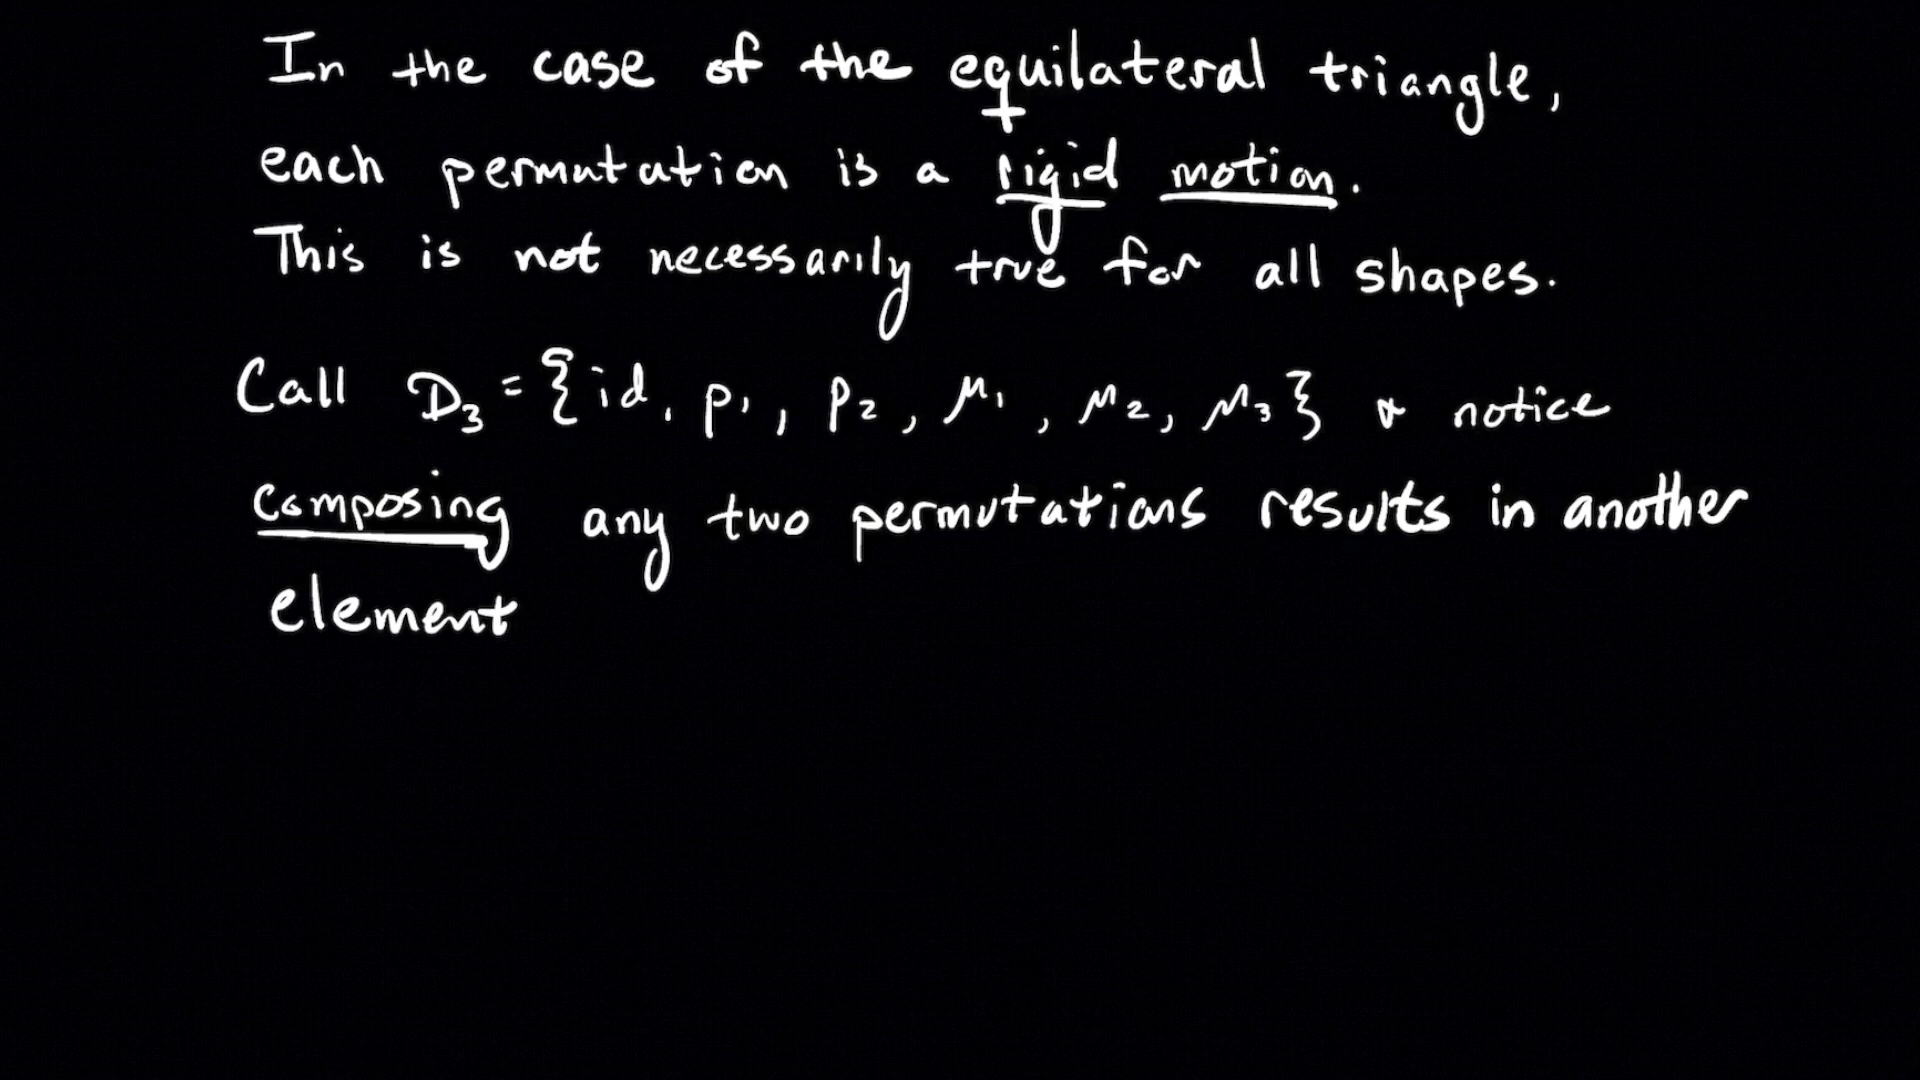 In the case of the equilateral triangle,
each permutation is a rigid motion.
This is not necessarily true for all shapes.
Call D₃ = {id, ρ₁, ρ₂, μ₁, μ₂, μ₃} & notice
composing any two permutations results in another
element